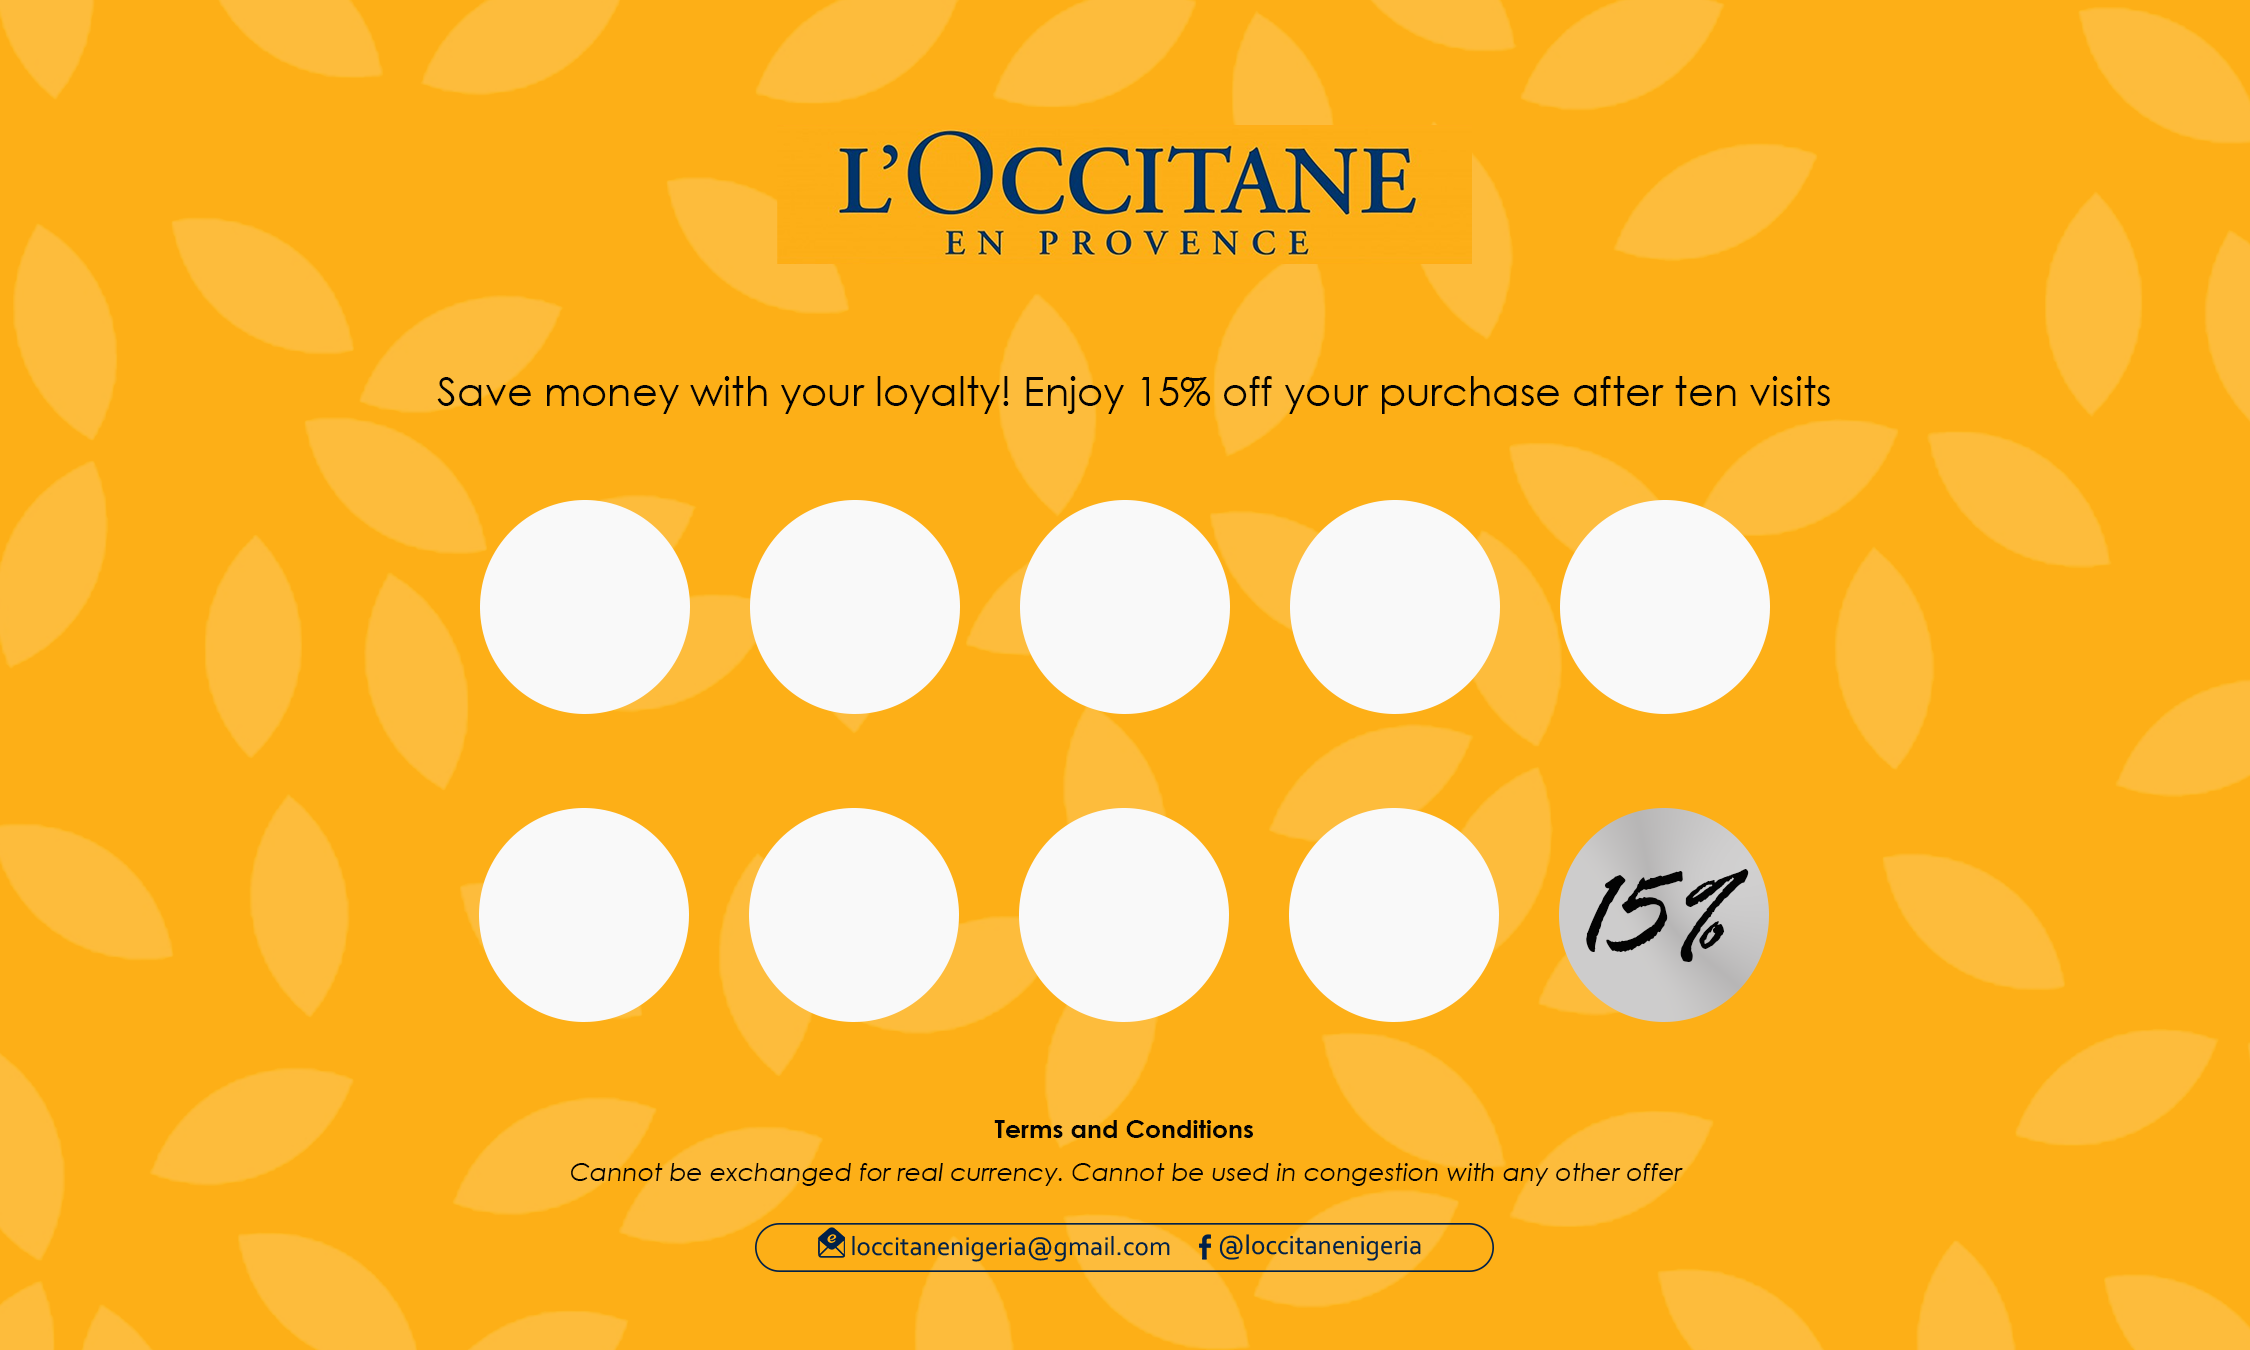 L'OCCITANE
EN PROVENCE
Save money with your loyalty! Enjoy 15% off your purchase after ten visits
15%
Terms and Conditions
Cannot be exchanged for real currency. Cannot be used in congestion with any other offer
loccitanenigeria@gmail.com @loccitanenigeria